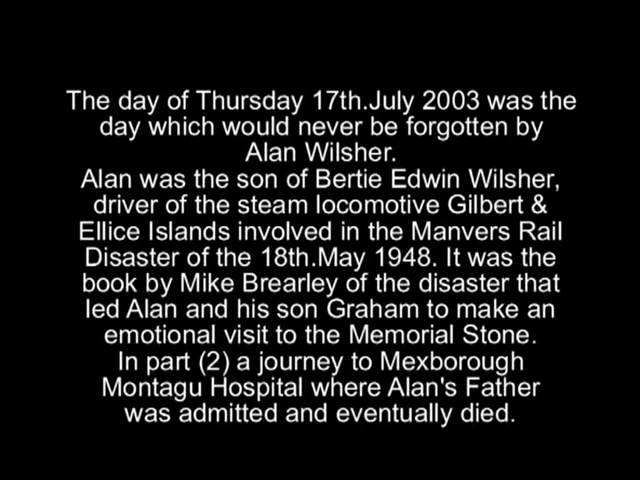 The day of Thursday 17th.July 2003 was the
day which would never be forgotten by
Alan Wilsher.
Alan was the son of Bertie Edwin Wilsher,
driver of the steam locomotive Gilbert &
Ellice Islands involved in the Manvers Rail
Disaster of the 18th.May 1948. It was the
book by Mike Brearley of the disaster that
led Alan and his son Graham to make an
emotional visit to the Memorial Stone.
In part (2) a journey to Mexborough
Montagu Hospital where Alan's Father
was admitted and eventually died.